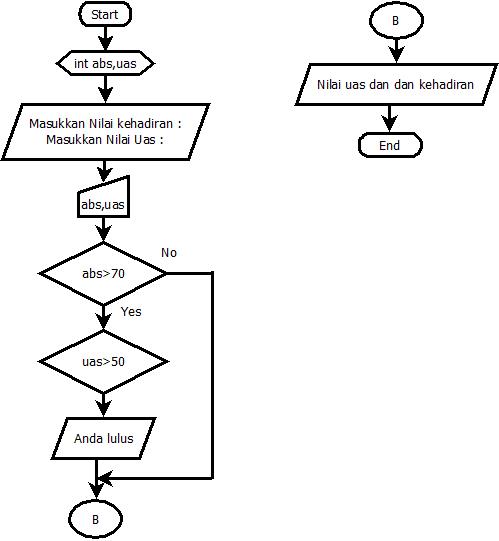 Start
int abs,uas
Masukkan Nilai kehadiran :
Masukkan Nilai Uas :
abs,uas
abs>70
No
Yes
uas>50
Anda lulus
B
B
Nilai uas dan dan kehadiran
End